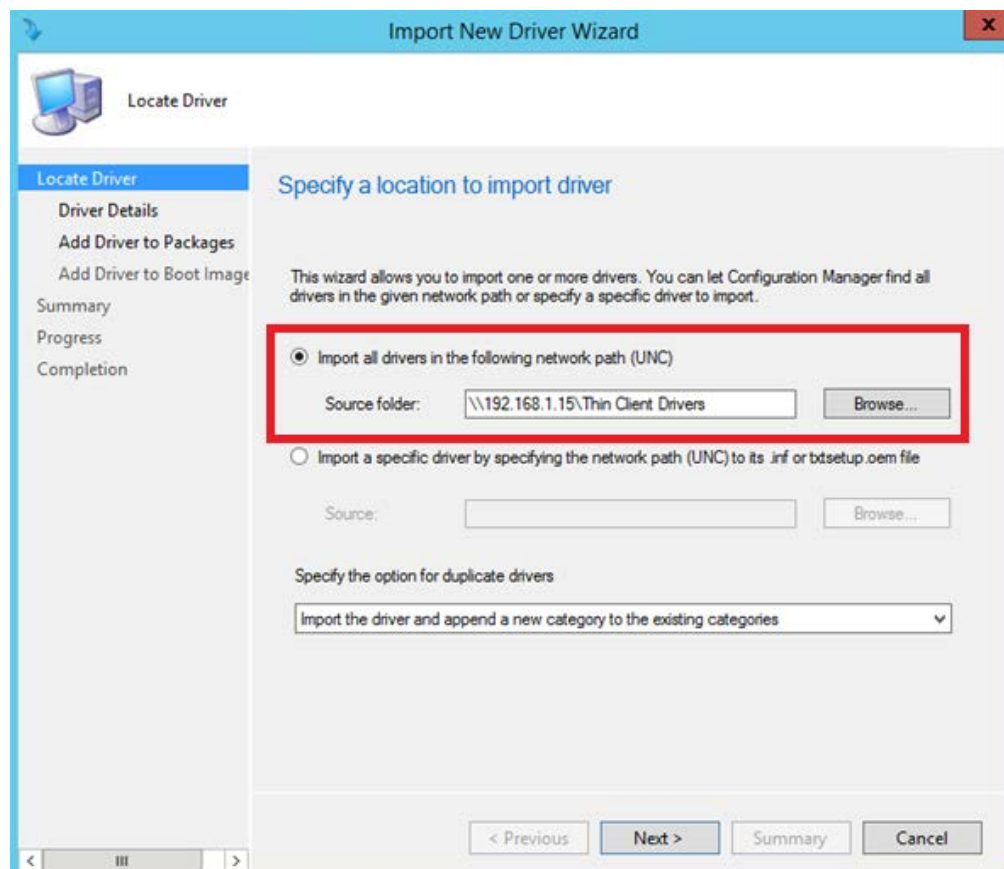 Import New Driver Wizard
x
Locate Driver
Locate Driver
Driver Details
Add Driver to Packages
Add Driver to Boot Image
Summary
Progress
Completion
Specify a location to import driver
This wizard allows you to import one or more drivers. You can let Configuration Manager find all
drivers in the given network path or specify a specific driver to import.
Import all drivers in the following network path (UNC)
Source folder: \\192.168.1.15\Thin Client Drivers Browse...
Import a specific driver by specifying the network path (UNC) to its .inf or txtsetup.oem file
Source: Browse...
Specify the option for duplicate drivers
Import the driver and append a new category to the existing categories
< Previous Next > Summary Cancel